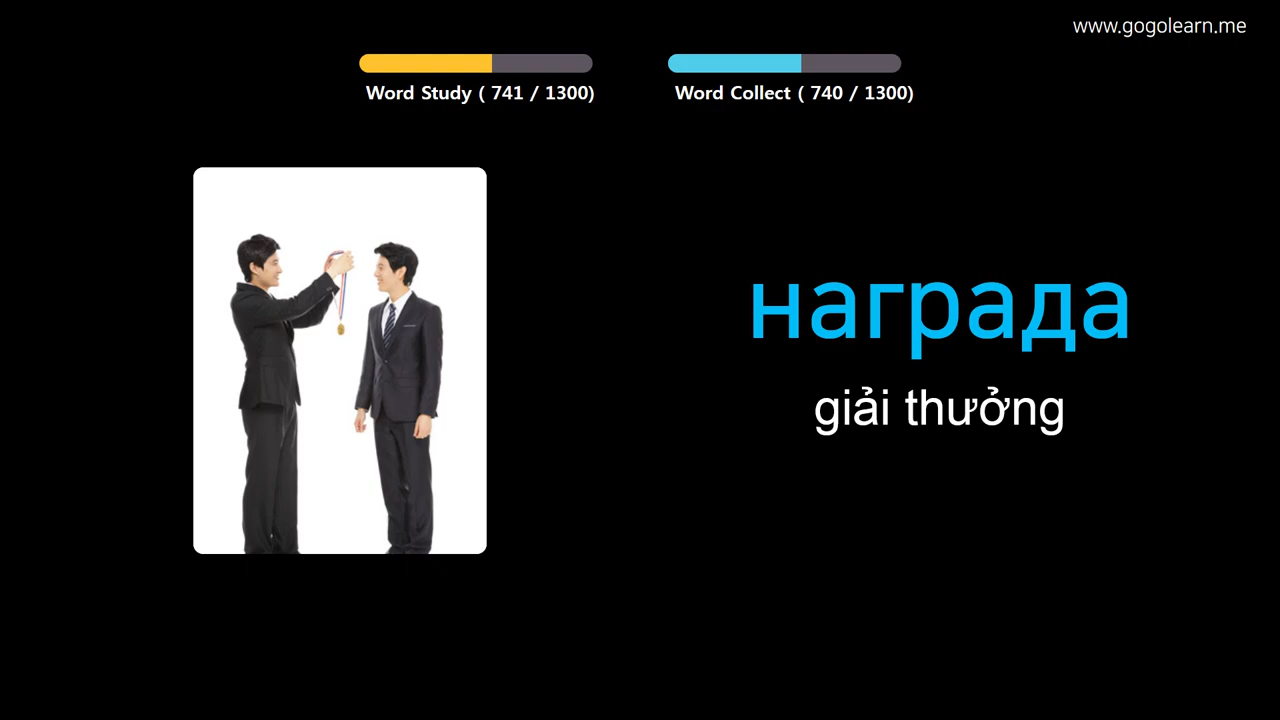 www.gogolearn.me
Word Study ( 741 / 1300)
Word Collect ( 740 / 1300)
награда
giải thưởng